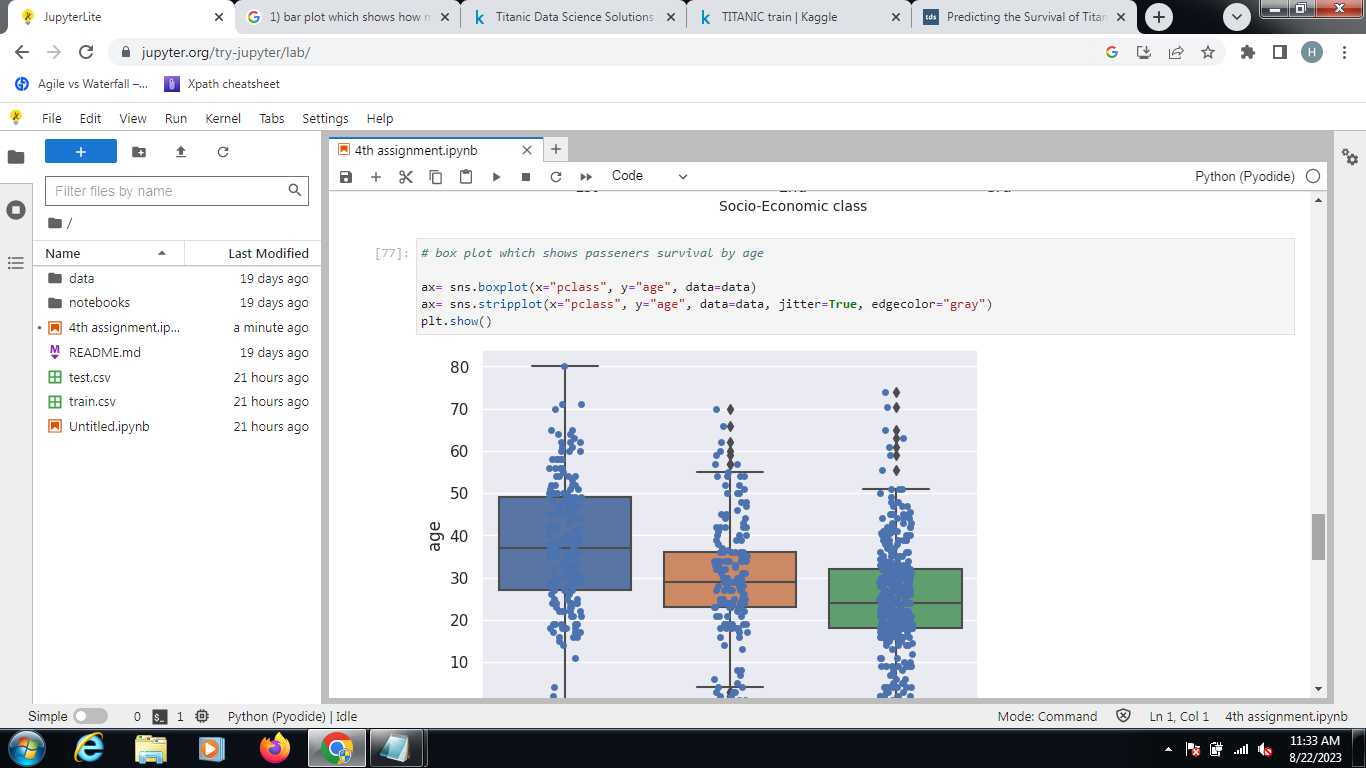 JupyterLite
1) bar plot which shows how m
Titanic Data Science Solutions
TITANIC train | Kaggle
tds
Predicting the Survival of Titan
jupyter.org/try-jupyter/lab/
H
Agile vs Waterfall –...
Xpath cheatsheet
File Edit View Run Kernel Tabs Settings Help
4th assignment.ipynb
Filter files by name
Code
Python (Pyodide)
/
Name
Last Modified
data 19 days ago
notebooks 19 days ago
4th assignment.ip... a minute ago
README.md 19 days ago
test.csv 21 hours ago
train.csv 21 hours ago
Untitled.ipynb 21 hours ago
Socio-Economic class
[77]:
# box plot which shows passeners survival by age
ax= sns.boxplot(x="pclass", y="age", data=data)
ax= sns.stripplot(x="pclass", y="age", data=data, jitter=True, edgecolor="gray")
plt.show()
80
70
60
50
40
30
20
10
age
Simple 0 1 Python (Pyodide) | Idle
Mode: Command Ln 1, Col 1 4th assignment.ipynb
11:33 AM
8/22/2023